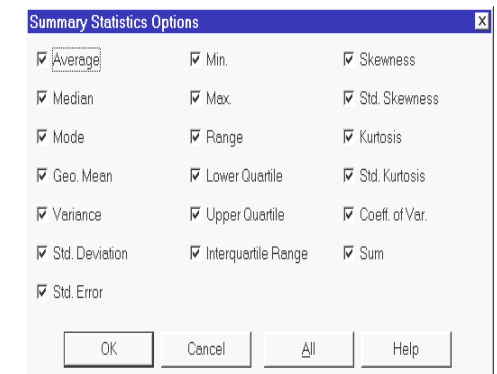 Summary Statistics Options
Average Min. Skewness
Median Max. Std. Skewness
Mode Range Kurtosis
Geo. Mean Lower Quartile Std. Kurtosis
Variance Upper Quartile Coeff. of Var.
Std. Deviation Interquartile Range Sum
Std. Error
OK Cancel All Help